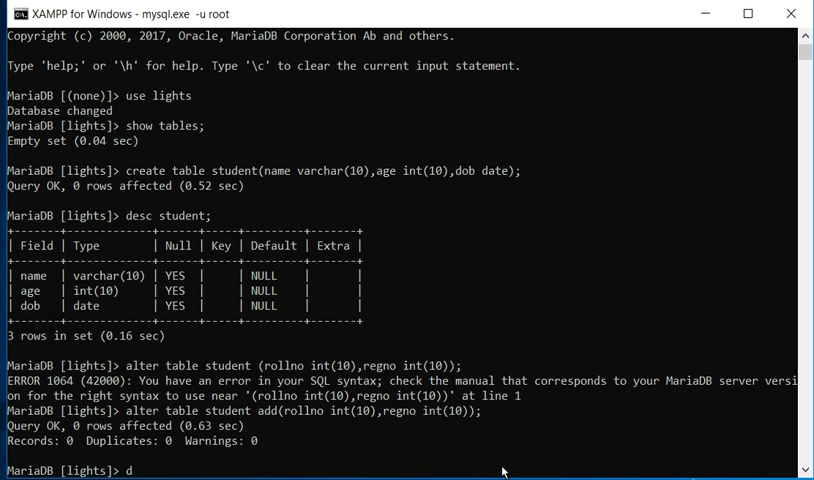 XAMPP for Windows - mysql.exe -u root
Copyright (c) 2000, 2017, Oracle, MariaDB Corporation Ab and others.
Type 'help;' or '\h' for help. Type '\c' to clear the current input statement.
MariaDB [(none)]> use lights
Database changed
MariaDB [lights]> show tables;
Empty set (0.04 sec)
MariaDB [lights]> create table student(name varchar(10),age int(10),dob date);
Query OK, 0 rows affected (0.52 sec)
MariaDB [lights]> desc student;
+-------+-------------+------+-----+---------+-------+
| Field | Type        | Null | Key | Default | Extra |
+-------+-------------+------+-----+---------+-------+
| name  | varchar(10) | YES  |     | NULL    |       |
| age   | int(10)     | YES  |     | NULL    |       |
| dob   | date        | YES  |     | NULL    |       |
+-------+-------------+------+-----+---------+-------+
3 rows in set (0.16 sec)
MariaDB [lights]> alter table student (rollno int(10),regno int(10));
ERROR 1064 (42000): You have an error in your SQL syntax; check the manual that corresponds to your MariaDB server versi
on for the right syntax to use near '(rollno int(10),regno int(10))' at line 1
MariaDB [lights]> alter table student add(rollno int(10),regno int(10));
Query OK, 0 rows affected (0.63 sec)
Records: 0  Duplicates: 0  Warnings: 0
MariaDB [lights]> d